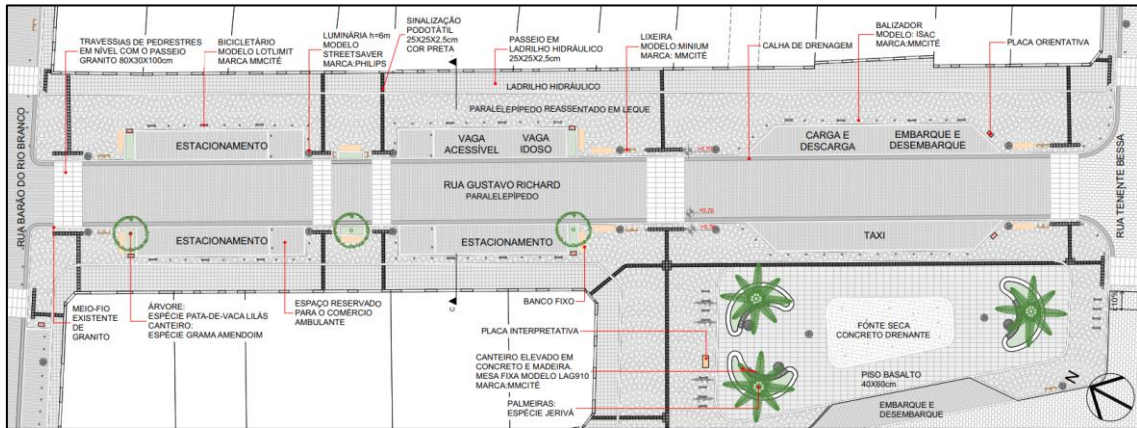 TRAVESSIAS DE PEDRESTRES
EM NÍVEL COM O PASSEIO
GRANITO 80X30X100cm
BICICLETÁRIO
MODELO LOTLIMIT
MARCA MMCITÉ
LUMINÁRIA h=6m
MODELO
STREETSAVER
MARCA:PHILIPS
SINALIZAÇÃO
PODOTÁTIL
25X25X2,5cm
COR PRETA
PASSEIO EM
LADRILHO HIDRÁULICO
25X25X2,5cm
LIXEIRA
MODELO:MINIUM
MARCA: MMCITÉ
CALHA DE DRENAGEM
BALIZADOR
MODELO: ISAC
MARCA:MMCITÉ
PLACA ORIENTATIVA
LADRILHO HIDRÁULICO
PARALELEPÍPEDO REASSENTADO EM LEQUE
ESTACIONAMENTO
VAGA
ACESSÍVEL
VAGA
IDOSO
CARGA E
DESCARGA
EMBARQUE E
DESEMBARQUE
RUA BARÃO DO RIO BRANCO
RUA GUSTAVO RICHARD
PARALELEPÍPEDO
RUA TENENTE BESSA
ESTACIONAMENTO
ESTACIONAMENTO
TAXI
MEIO-FIO
EXISTENTE
DE
GRANITO
ÁRVORE:
ESPÉCIE PATA-DE-VACA LILÁS
CANTEIRO:
ESPÉCIE GRAMA AMENDOIM
ESPAÇO RESERVADO
PARA O COMÉRCIO
AMBULANTE
C
BANCO FIXO
PLACA INTERPRETATIVA
CANTEIRO ELEVADO EM
CONCRETO E MADEIRA.
MESA FIXA MODELO LAG910
MARCA:MMCITÉ
PALMEIRAS:
ESPÉCIE JERIVÁ
FONTE SECA
CONCRETO DRENANTE
PISO BASALTO
40X60cm
EMBARQUE E
DESEMBARQUE
N